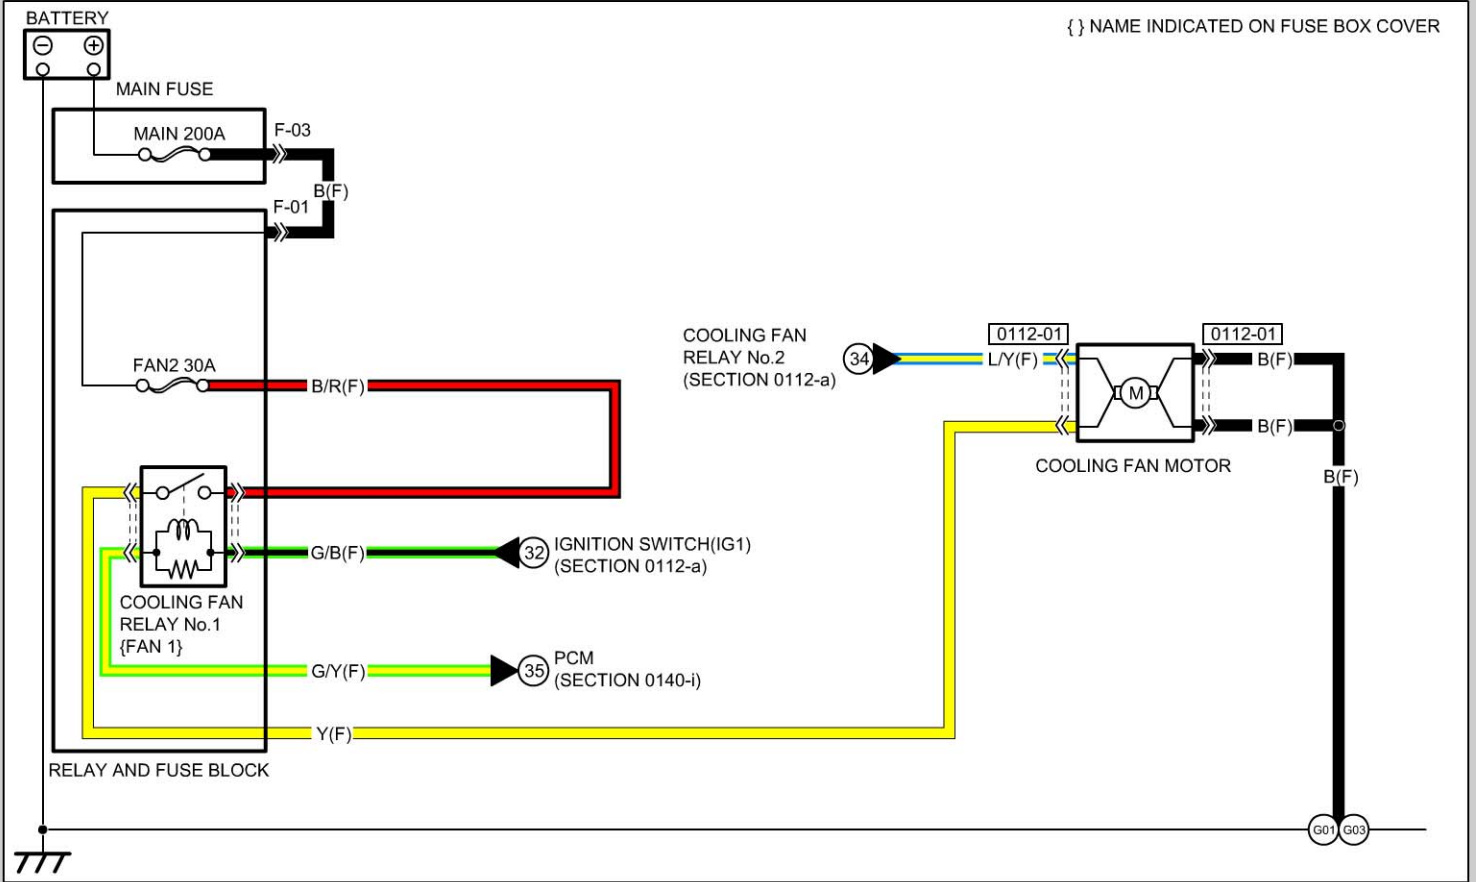 BATTERY
{ } NAME INDICATED ON FUSE BOX COVER
MAIN FUSE
MAIN 200A
F-03
B(F)
F-01
FAN2 30A
B/R(F)
COOLING FAN
RELAY No.2
(SECTION 0112-a)
34
L/Y(F)
0112-01
0112-01
B(F)
M
B(F)
COOLING FAN MOTOR
B(F)
G/B(F)
32
IGNITION SWITCH(IG1)
(SECTION 0112-a)
COOLING FAN
RELAY No.1
{FAN 1}
G/Y(F)
35
PCM
(SECTION 0140-i)
Y(F)
RELAY AND FUSE BLOCK
G01
G03